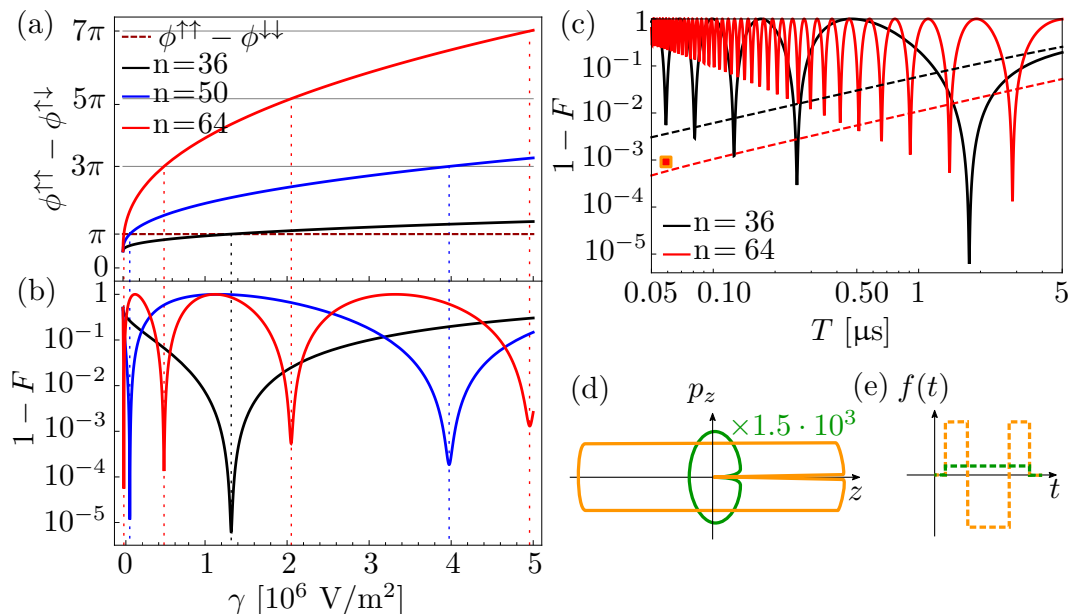 (a)
7π
5π
3π
π
0
ϕ↑↑ − ϕ↑↓
ϕ↑↑ − ϕ↓↓
n=36
n=50
n=64
(b)
1
10⁻¹
10⁻²
10⁻³
10⁻⁴
10⁻⁵
1 − F
0 1 2 3 4 5
γ [10⁶ V/m²]
(c)
1
10⁻¹
10⁻²
10⁻³
10⁻⁴
10⁻⁵
1 − F
n= 36
n= 64
0.05 0.10 0.50 1 5
T [μs]
(d)
p_z
×1.5 · 10³
z
(e) f(t)
t